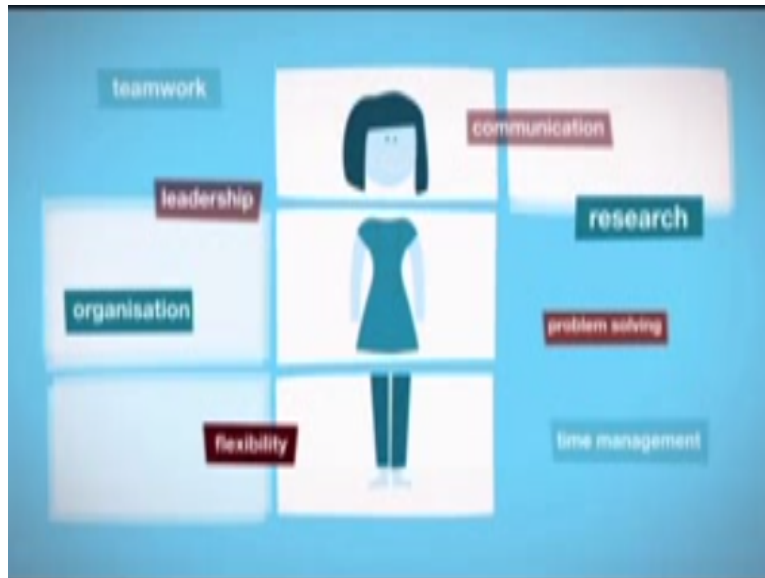 teamwork
communication
leadership
research
organisation
problem solving
flexibility
time management